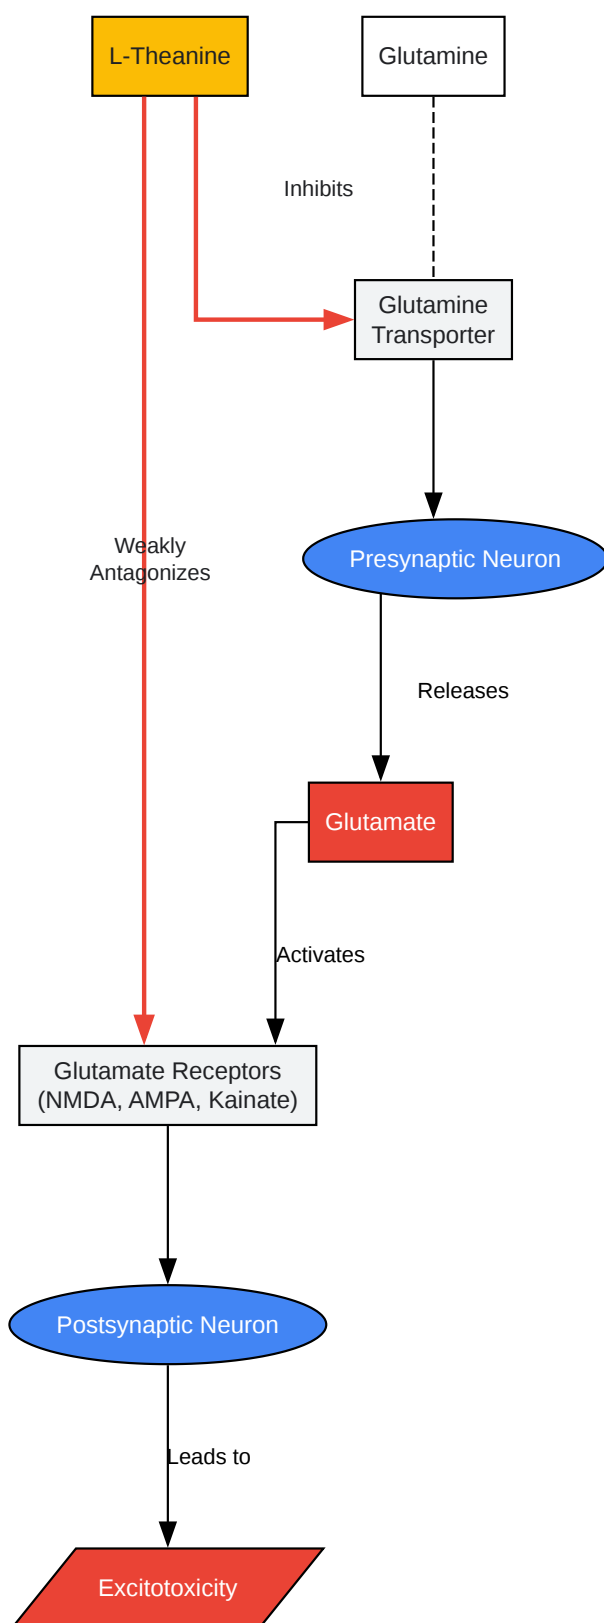 L-Theanine
Glutamine
Inhibits
Glutamine
Transporter
Weakly
Antagonizes
Presynaptic Neuron
Releases
Glutamate
Activates
Glutamate Receptors
(NMDA, AMPA, Kainate)
Postsynaptic Neuron
Leads to
Excitotoxicity